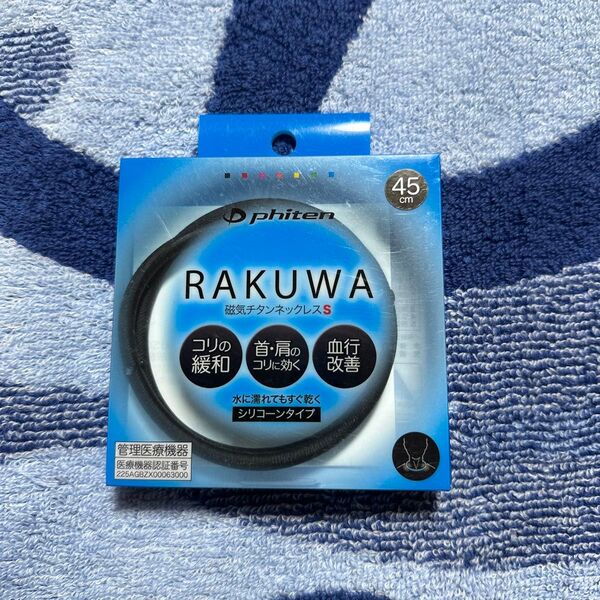 45
cm
phiten
RAKUWA
磁気チタンネックレスS
コリの
緩和
首・肩の
コリに効く
血行
改善
水に濡れてもすぐ乾く
シリコーンタイプ
管理医療機器
医療機器認証番号
225AGBZX00063000